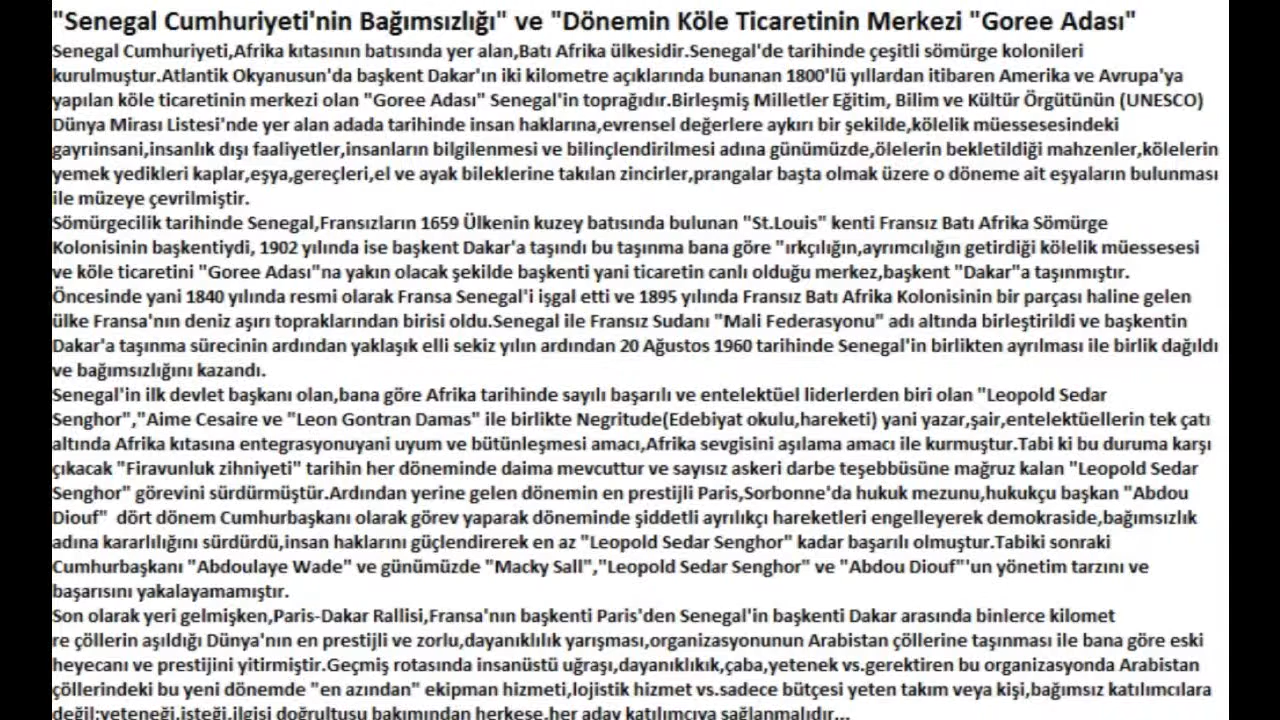 "Senegal Cumhuriyeti'nin Bağımsızlığı" ve "Dönemin Köle Ticaretinin Merkezi "Goree Adası"
Senegal Cumhuriyeti,Afrika kıtasının batısında yer alan,Batı Afrika ülkesidir.Senegal'de tarihinde çeşitli sömürge kolonileri
kurulmuştur.Atlantik Okyanusun'da başkent Dakar'ın iki kilometre açıklarında bunanan 1800'lü yıllardan itibaren Amerika ve Avrupa'ya
yapılan köle ticaretinin merkezi olan "Goree Adası" Senegal'in toprağıdır.Birleşmiş Milletler Eğitim, Bilim ve Kültür Örgütünün (UNESCO)
Dünya Mirası Listesi'nde yer alan adada tarihinde insan haklarına,evrensel değerlere aykırı bir şekilde,kölelik müessesesindeki
gayrıinsani,insanlık dışı faaliyetler,insanların bilgilenmesi ve bilinçlendirilmesi adına günümüzde,ölelerin bekletildiği mahzenler,kölelerin
yemek yedikleri kaplar,eşya,gereçleri,el ve ayak bileklerine takılan zincirler,prangalar başta olmak üzere o döneme ait eşyaların bulunması
ile müzeye çevrilmiştir.
Sömürgecilik tarihinde Senegal,Fransızların 1659 Ülkenin kuzey batısında bulunan "St.Louis" kenti Fransız Batı Afrika Sömürge
Kolonisinin başkentiydi, 1902 yılında ise başkent Dakar'a taşındı bu taşınma bana göre "ırkçılığın,ayrımcılığın getirdiği kölelik müessesesi
ve köle ticaretini "Goree Adası"na yakın olacak şekilde başkenti yani ticaretin canlı olduğu merkez,başkent "Dakar"a taşınmıştır.
Öncesinde yani 1840 yılında resmi olarak Fransa Senegal'i işgal etti ve 1895 yılında Fransız Batı Afrika Kolonisinin bir parçası haline gelen
ülke Fransa'nın deniz aşırı topraklarından birisi oldu.Senegal ile Fransız Sudanı "Mali Federasyonu" adı altında birleştirildi ve başkentin
Dakar'a taşınma sürecinin ardından yaklaşık elli sekiz yılın ardından 20 Ağustos 1960 tarihinde Senegal'in birlikten ayrılması ile birlik dağıldı
ve bağımsızlığını kazandı.
Senegal'in ilk devlet başkanı olan,bana göre Afrika tarihinde sayılı başarılı ve entelektüel liderlerden biri olan "Leopold Sedar
Senghor","Aime Cesaire ve "Leon Gontran Damas" ile birlikte Negritude(Edebiyat okulu,hareketi) yani yazar,şair,entelektüellerin tek çatı
altında Afrika kıtasına entegrasyonuyani uyum ve bütünleşmesi amacı,Afrika sevgisini aşılama amacı ile kurmuştur.Tabi ki bu duruma karşı
çıkacak "Firavunluk zihniyeti" tarihin her döneminde daima mevcuttur ve sayısız askeri darbe teşebbüsüne mağruz kalan "Leopold Sedar
Senghor" görevini sürdürmüştür.Ardından yerine gelen dönemin en prestijli Paris,Sorbonne'da hukuk mezunu,hukukçu başkan "Abdou
Diouf"  dört dönem Cumhurbaşkanı olarak görev yaparak döneminde şiddetli ayrılıkçı hareketleri engelleyerek demokraside,bağımsızlık
adına kararlılığını sürdürdü,insan haklarını güçlendirerek en az "Leopold Sedar Senghor" kadar başarılı olmuştur.Tabiki sonraki
Cumhurbaşkanı "Abdoulaye Wade" ve günümüzde "Macky Sall","Leopold Sedar Senghor" ve "Abdou Diouf"'un yönetim tarzını ve
başarısını yakalayamamıştır.
Son olarak yeri gelmişken,Paris-Dakar Rallisi,Fransa'nın başkenti Paris'den Senegal'in başkenti Dakar arasında binlerce kilomet
re çöllerin aşıldığı Dünya'nın en prestijli ve zorlu,dayanıklılık yarışması,organizasyonunun Arabistan çöllerine taşınması ile bana göre eski
heyecanı ve prestijini yitirmiştir.Geçmiş rotasında insanüstü uğraşı,dayanıklıkık,çaba,yetenek vs.gerektiren bu organizasyonda Arabistan
çöllerindeki bu yeni dönemde "en azından" ekipman hizmeti,lojistik hizmet vs.sadece bütçesi yeten takım veya kişi,bağımsız katılımcılara
değil;yeteneği,isteği,ilgisi doğrultusu bakımından herkese,her aday katılımcıya sağlanmalıdır...